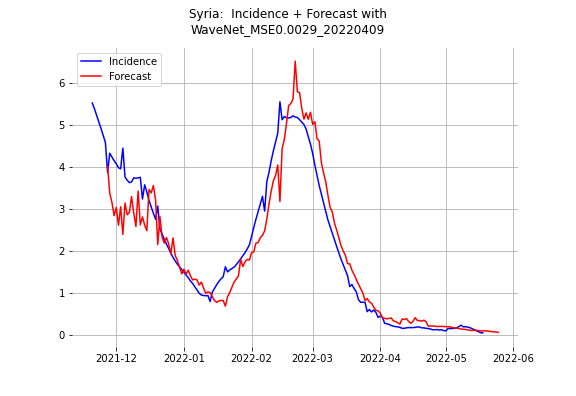 Syria:  Incidence + Forecast with
WaveNet_MSE0.0029_20220409
Incidence
Forecast
6
5
4
3
2
1
0
2021-12 2022-01 2022-02 2022-03 2022-04 2022-05 2022-06